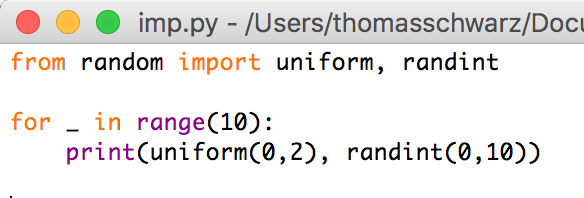 imp.py - /Users/thomasschwarz/Docu
from random import uniform, randint
for _ in range(10):
    print(uniform(0,2), randint(0,10))